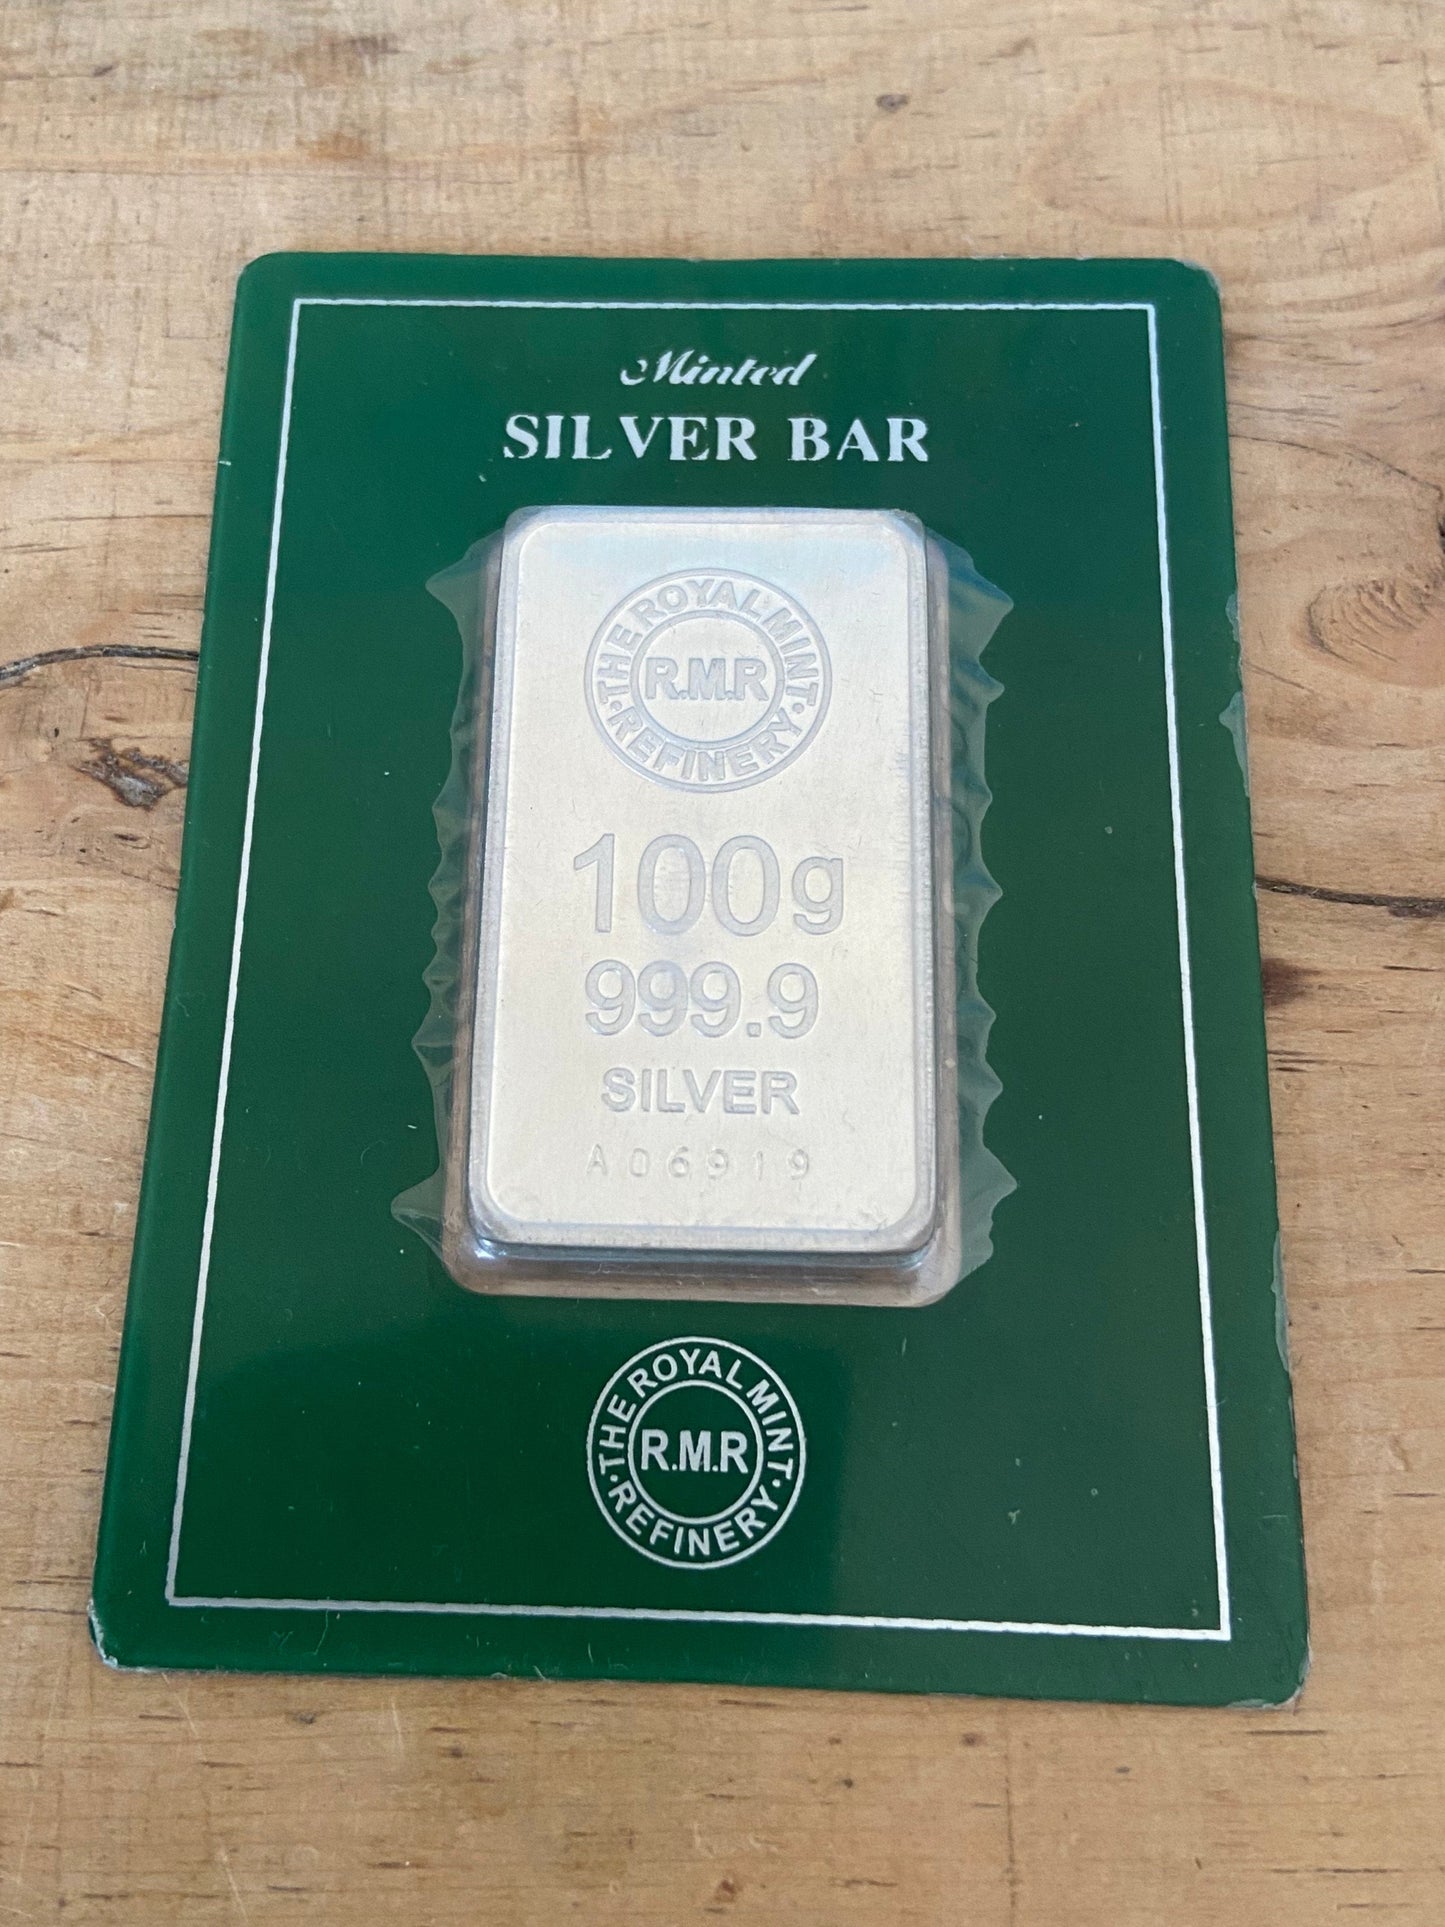 Minted
SILVER BAR
THE ROYAL MINT
R.M.R
·REFINERY·
100g
999.9
SILVER
A06919
THE ROYAL MINT
R.M.R
·REFINERY·